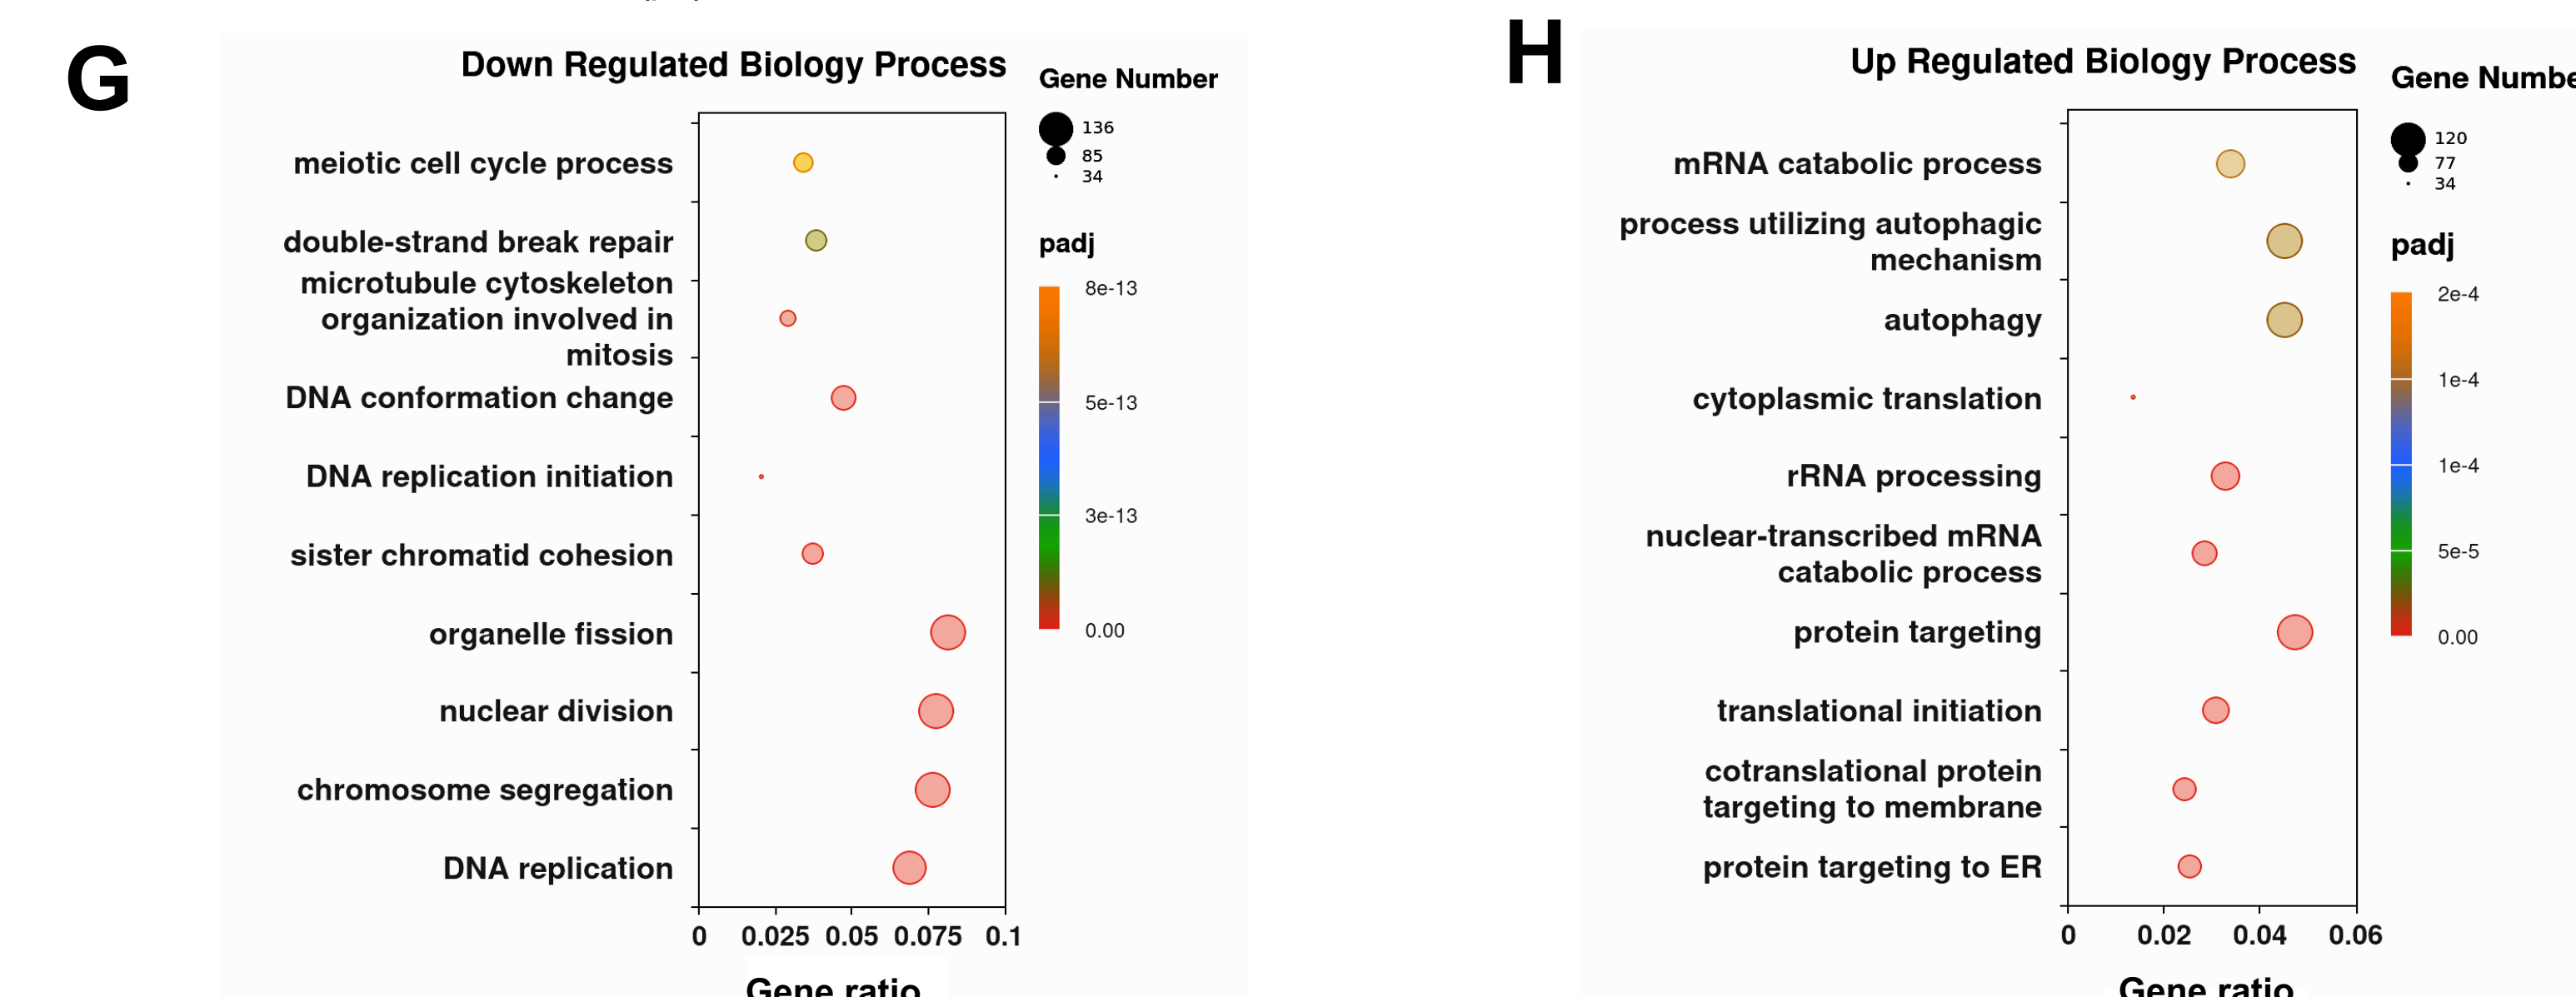 G
Down Regulated Biology Process
Gene Number
136
85
34
padj
8e-13
5e-13
3e-13
0.00
meiotic cell cycle process
double-strand break repair
microtubule cytoskeleton
organization involved in
mitosis
DNA conformation change
DNA replication initiation
sister chromatid cohesion
organelle fission
nuclear division
chromosome segregation
DNA replication
0 0.025 0.05 0.075 0.1
Gene ratio
H
Up Regulated Biology Process
Gene Numbe
120
77
34
padj
2e-4
1e-4
1e-4
5e-5
0.00
mRNA catabolic process
process utilizing autophagic
mechanism
autophagy
cytoplasmic translation
rRNA processing
nuclear-transcribed mRNA
catabolic process
protein targeting
translational initiation
cotranslational protein
targeting to membrane
protein targeting to ER
0 0.02 0.04 0.06
Gene ratio